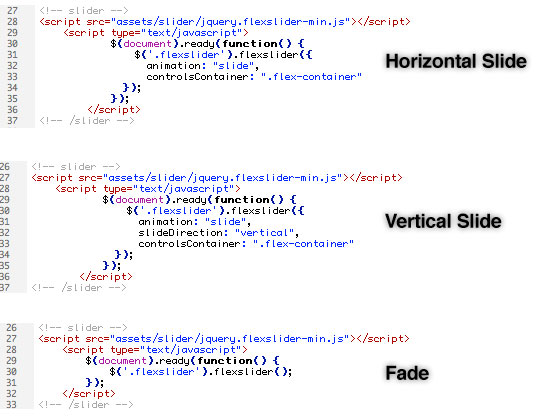 27 <!-- slider -->
28 <script src="assets/slider/jquery.flexslider-min.js"></script>
29 <script type="text/javascript">
30 $(document).ready(function() {
31 $('.flexslider').flexslider({
32 animation: "slide",
33 controlsContainer: ".flex-container"
34 });
35 });
36 </script>
37 <!-- /slider -->
Horizontal Slide
26 <!-- slider -->
27 <script src="assets/slider/jquery.flexslider-min.js"></script>
28 <script type="text/javascript">
29 $(document).ready(function() {
30 $('.flexslider').flexslider({
31 animation: "slide",
32 slideDirection: "vertical",
33 controlsContainer: ".flex-container"
34 });
35 });
36 </script>
37 <!-- /slider -->
Vertical Slide
26 <!-- slider -->
27 <script src="assets/slider/jquery.flexslider-min.js"></script>
28 <script type="text/javascript">
29 $(document).ready(function() {
30 $('.flexslider').flexslider();
31 });
32 </script>
33 <!-- /slider -->
Fade